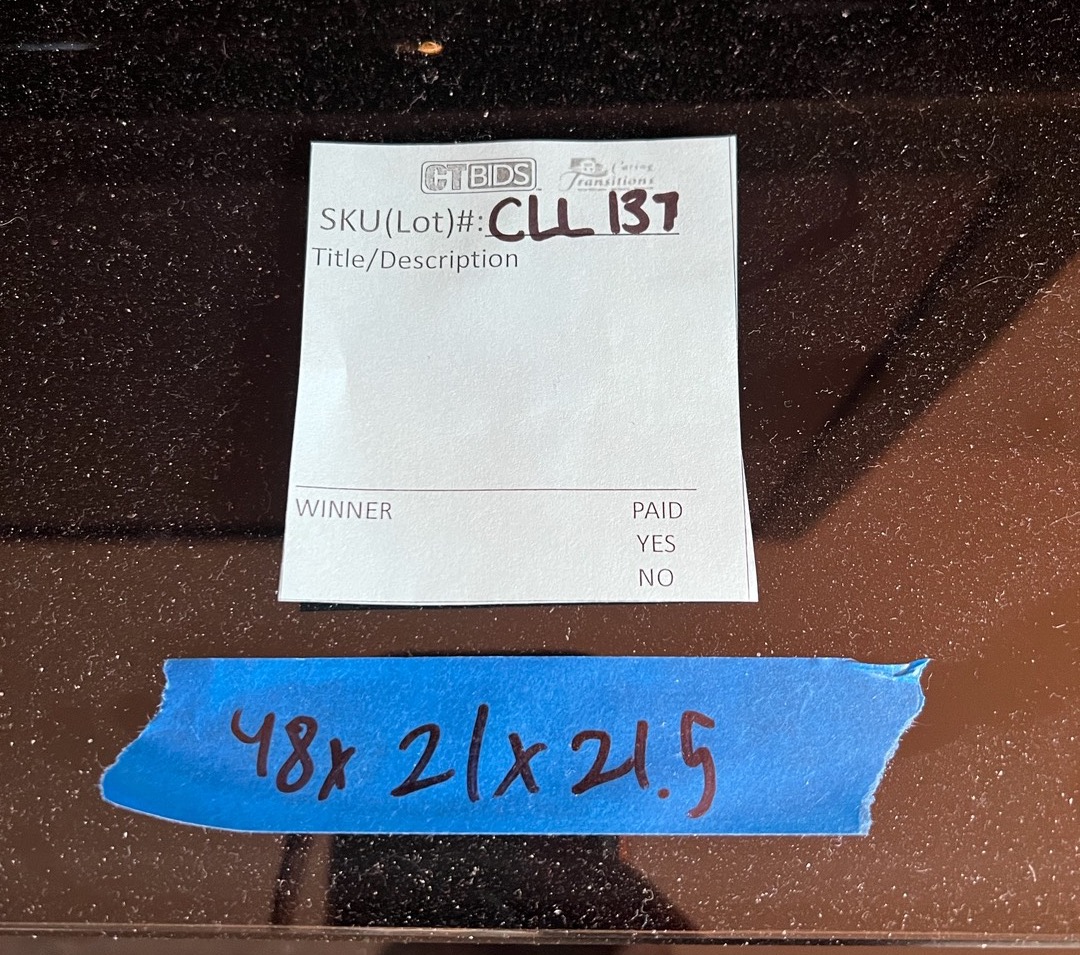 CTBIDS
Caring
Transitions
SKU(Lot)#: CLL 137
Title/Description
WINNER PAID
YES
NO
48x 21x 21.5